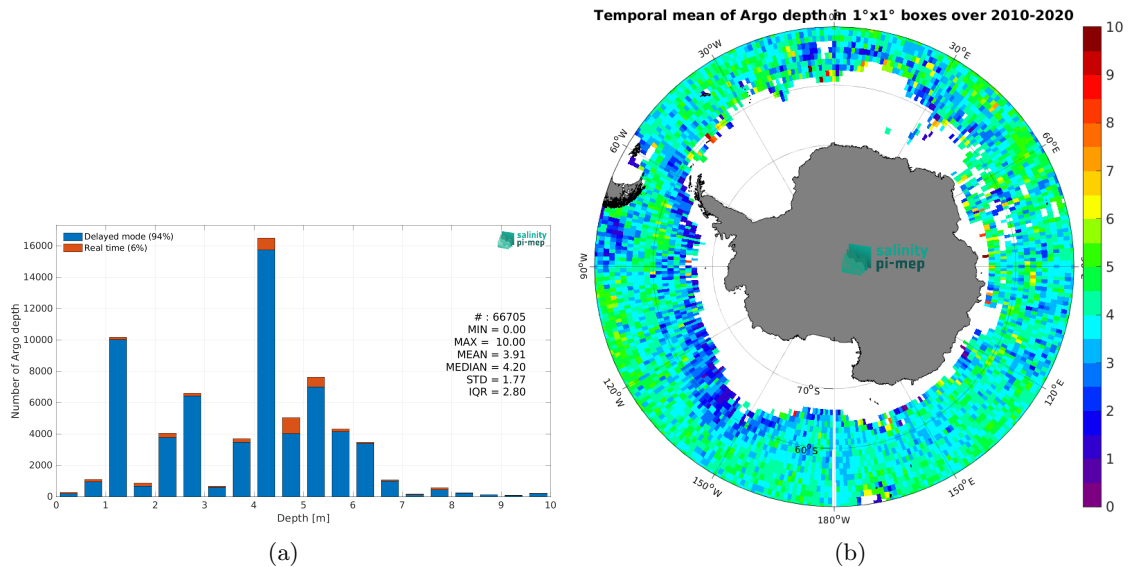 Temporal mean of Argo depth in 1°x1° boxes over 2010-2020
Delayed mode (94%)
Real time (6%)
salinity
pi-mep
# : 66705
MIN = 0.00
MAX = 10.00
MEAN = 3.91
MEDIAN = 4.20
STD = 1.77
IQR = 2.80
16000
14000
12000
10000
8000
6000
4000
2000
0
Number of Argo depth
0 1 2 3 4 5 6 7 8 9 10
Depth [m]
(a)
30°W
30°E
60°W
60°E
90°W
salinity
pi-mep
120°W
120°E
70°S
60°S
150°W
150°E
180°W
10
9
8
7
6
5
4
3
2
1
0
(b)